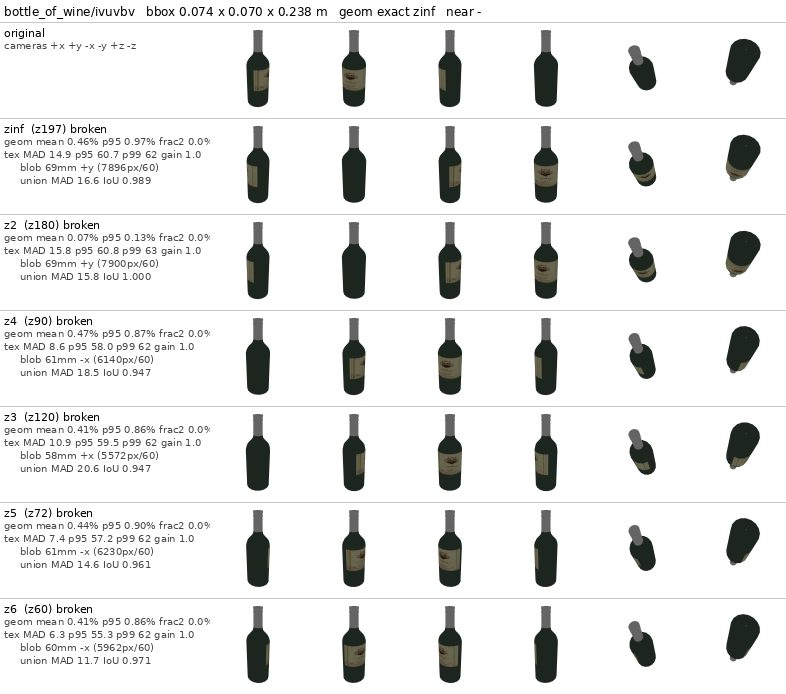 bottle_of_wine/ivuvbv bbox 0.074 x 0.070 x 0.238 m geom exact zinf near -
original
cameras +x +y -x -y +z -z
zinf (z197) broken
geom mean 0.46% p95 0.97% frac2 0.0%
tex MAD 14.9 p95 60.7 p99 62 gain 1.0
blob 69mm +y (7896px/60)
union MAD 16.6 IoU 0.989
z2 (z180) broken
geom mean 0.07% p95 0.13% frac2 0.0%
tex MAD 15.8 p95 60.8 p99 63 gain 1.0
blob 69mm +y (7900px/60)
union MAD 15.8 IoU 1.000
z4 (z90) broken
geom mean 0.47% p95 0.87% frac2 0.0%
tex MAD 8.6 p95 58.0 p99 62 gain 1.0
blob 61mm -x (6140px/60)
union MAD 18.5 IoU 0.947
z3 (z120) broken
geom mean 0.41% p95 0.86% frac2 0.0%
tex MAD 10.9 p95 59.5 p99 62 gain 1.0
blob 58mm +x (5572px/60)
union MAD 20.6 IoU 0.947
z5 (z72) broken
geom mean 0.44% p95 0.90% frac2 0.0%
tex MAD 7.4 p95 57.2 p99 62 gain 1.0
blob 61mm -x (6230px/60)
union MAD 14.6 IoU 0.961
z6 (z60) broken
geom mean 0.41% p95 0.86% frac2 0.0%
tex MAD 6.3 p95 55.3 p99 62 gain 1.0
blob 60mm -x (5962px/60)
union MAD 11.7 IoU 0.971